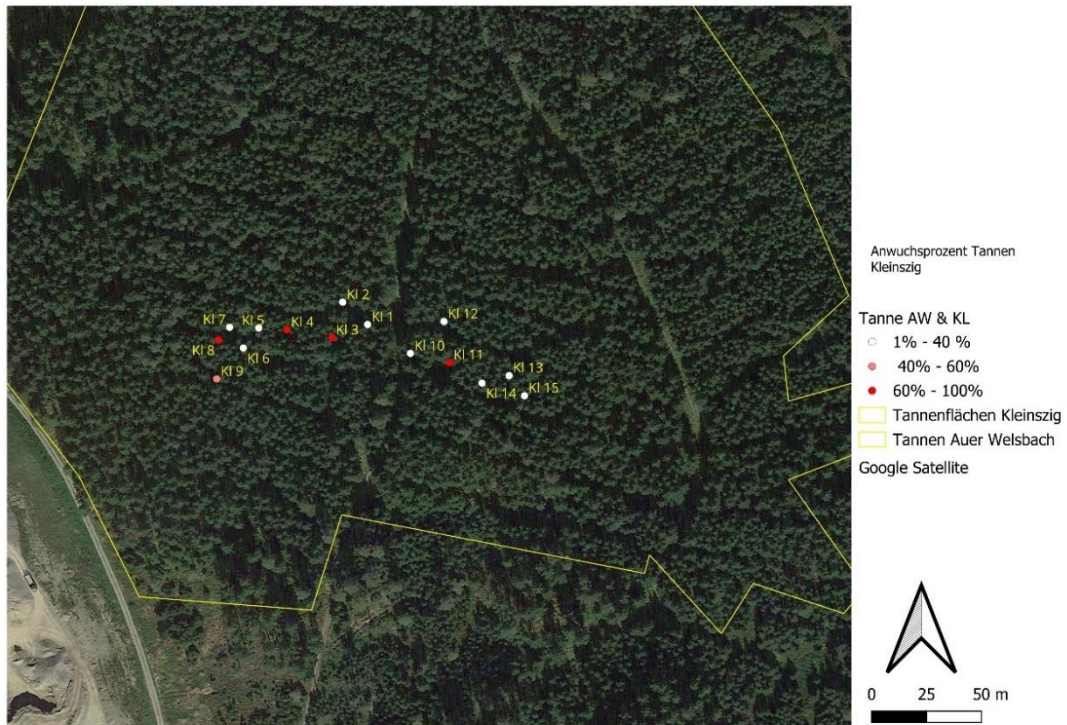 Kl 2
Kl 7
Kl 5
Kl 4
Kl 1
Kl 12
Kl 3
Kl 8
Kl 6
Kl 10
Kl 11
Kl 9
Kl 13
Kl 14
Kl 15
Anwuchsprozent Tannen
Kleinszig
Tanne AW & KL
1% - 40 %
40% - 60%
60% - 100%
Tannenflächen Kleinszig
Tannen Auer Welsbach
Google Satellite
0 25 50 m